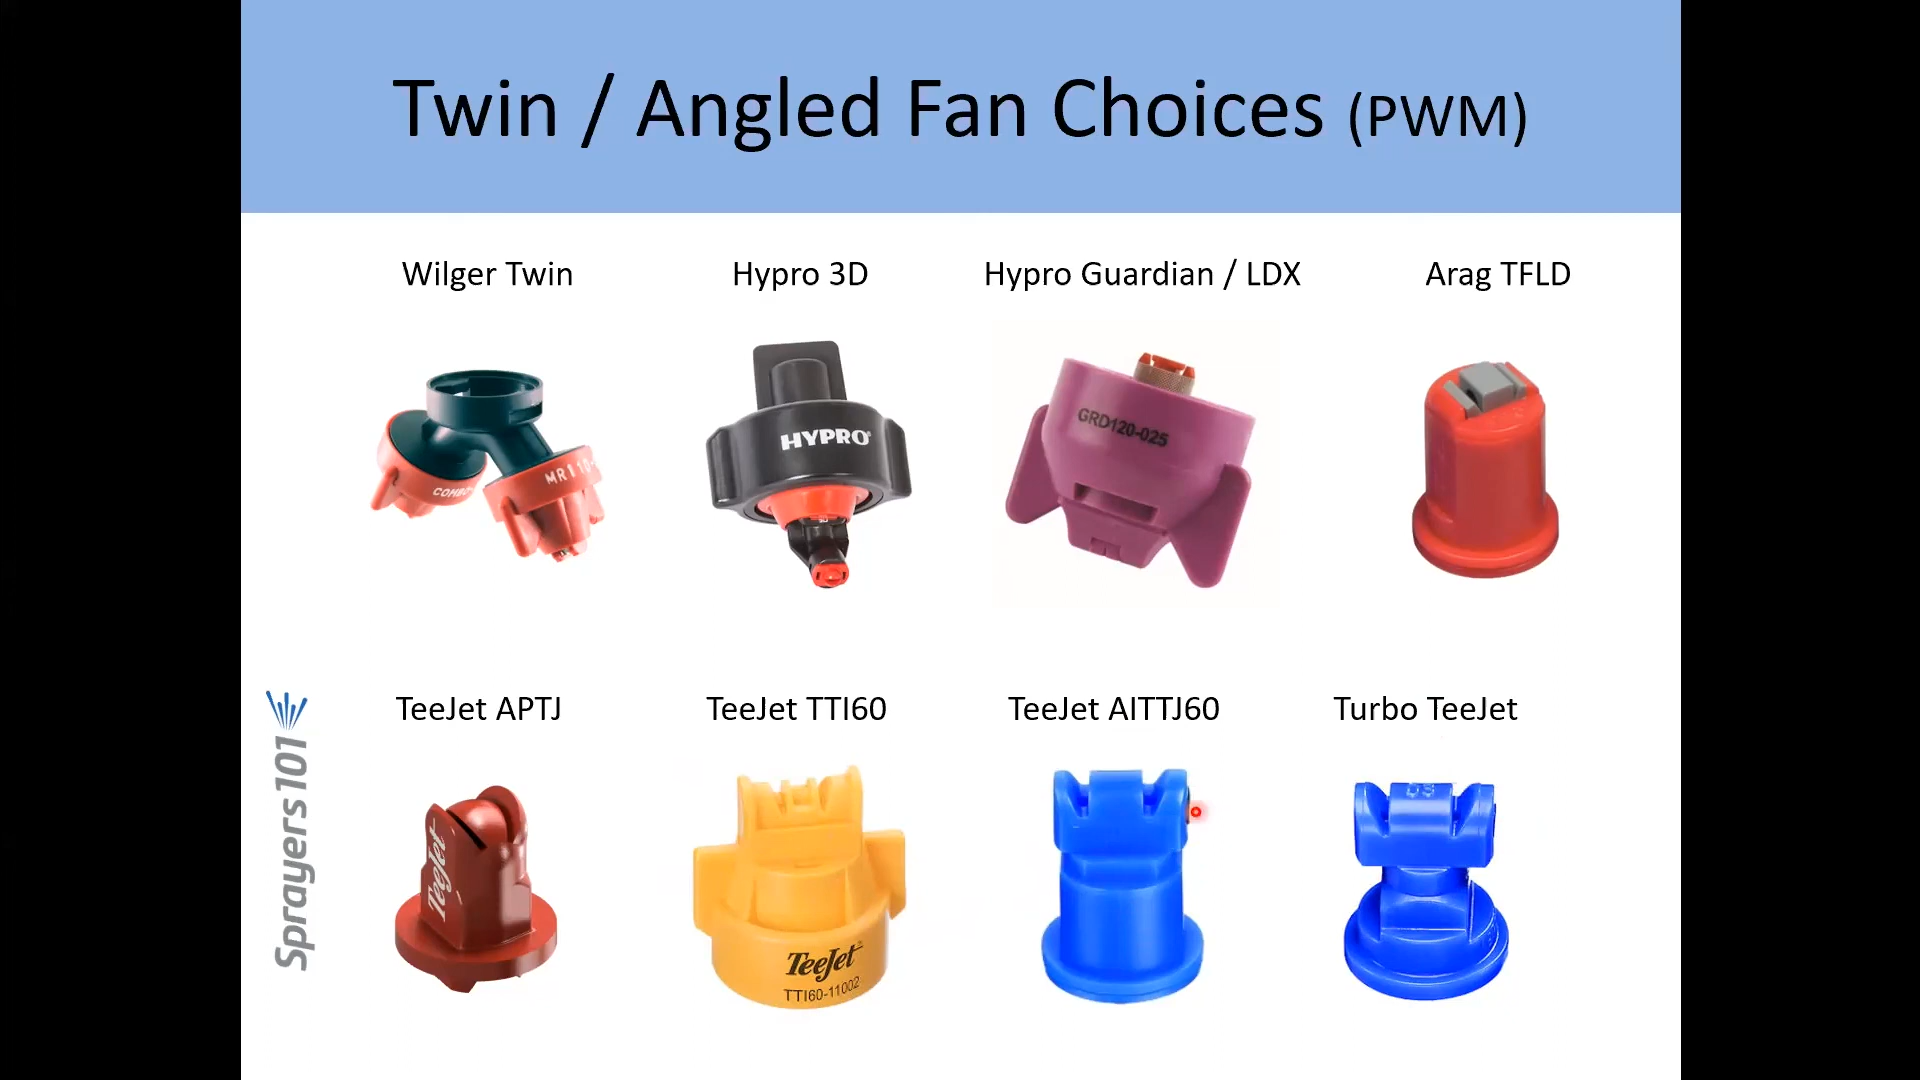 Twin / Angled Fan Choices (PWM)
Wilger Twin
Hypro 3D
Hypro Guardian / LDX
Arag TFLD
COMBO
MR110-
HYPRO
GRD120-025
TeeJet APTJ
TeeJet TTI60
TeeJet AITTJ60
Turbo TeeJet
Sprayers101
TeeJet
TeeJet
TTI60-11002